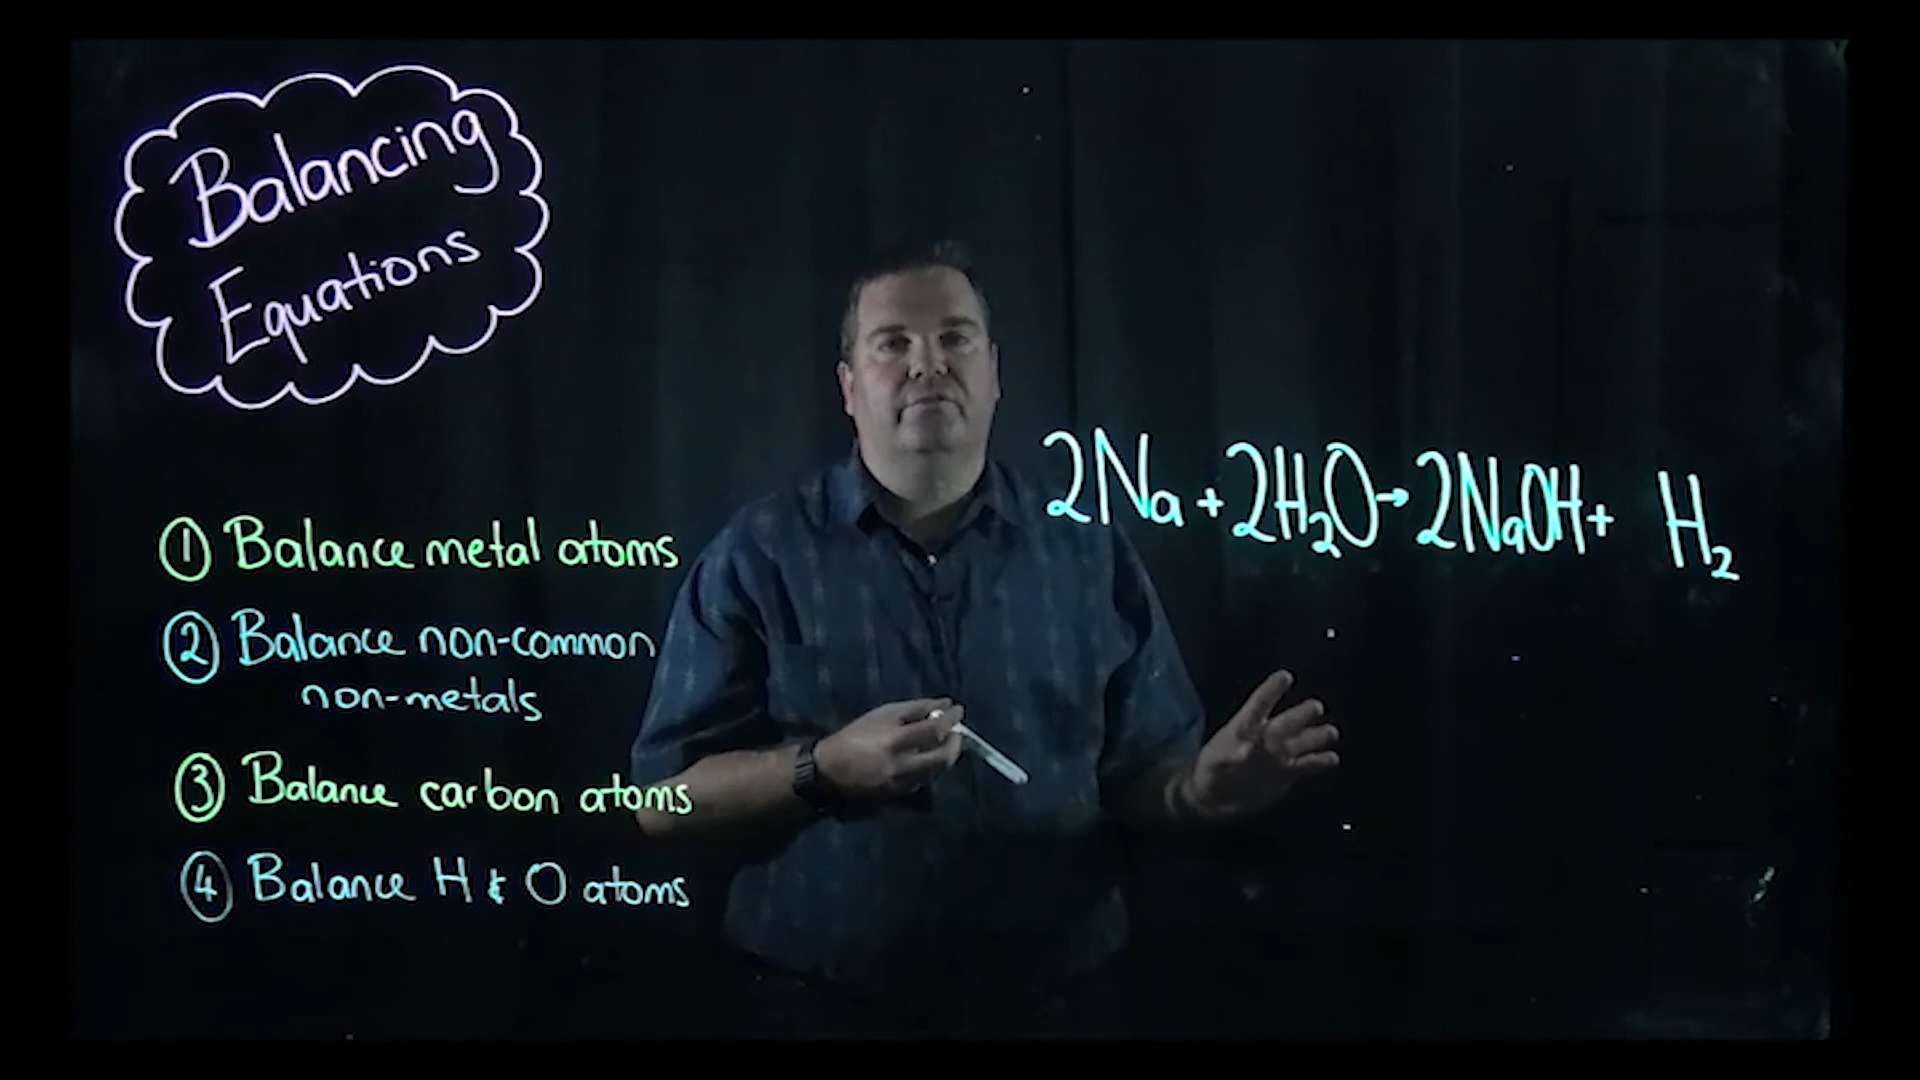 Balancing
Equations
① Balance metal atoms
② Balance non-common
non-metals
③ Balance carbon atoms
④ Balance H & O atoms
2Na + 2H₂O → 2NaOH + H₂